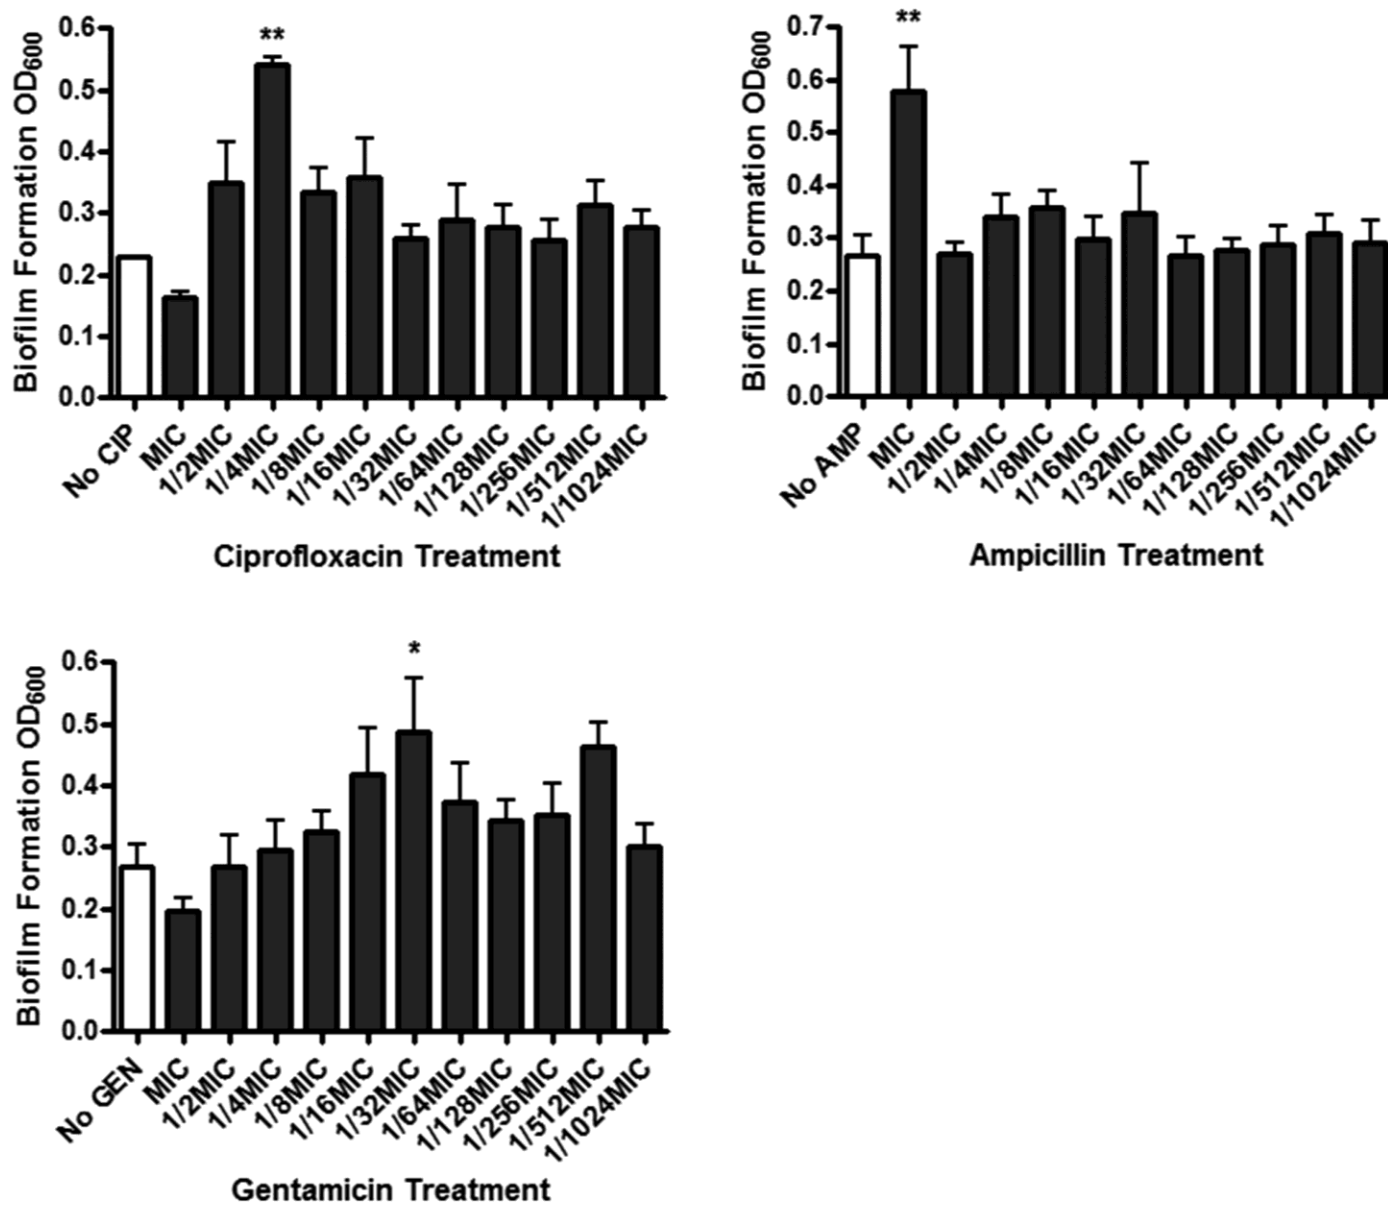 Biofilm Formation OD600
0.6
0.5
0.4
0.3
0.2
0.1
0.0
**
No CIP
MIC
1/2MIC
1/4MIC
1/8MIC
1/16MIC
1/32MIC
1/64MIC
1/128MIC
1/256MIC
1/512MIC
1/1024MIC
Ciprofloxacin Treatment
Biofilm Formation OD600
0.7
0.6
0.5
0.4
0.3
0.2
0.1
0.0
**
No AMP
MIC
1/2MIC
1/4MIC
1/8MIC
1/16MIC
1/32MIC
1/64MIC
1/128MIC
1/256MIC
1/512MIC
1/1024MIC
Ampicillin Treatment
Biofilm Formation OD600
0.6
0.5
0.4
0.3
0.2
0.1
0.0
*
No GEN
MIC
1/2MIC
1/4MIC
1/8MIC
1/16MIC
1/32MIC
1/64MIC
1/128MIC
1/256MIC
1/512MIC
1/1024MIC
Gentamicin Treatment